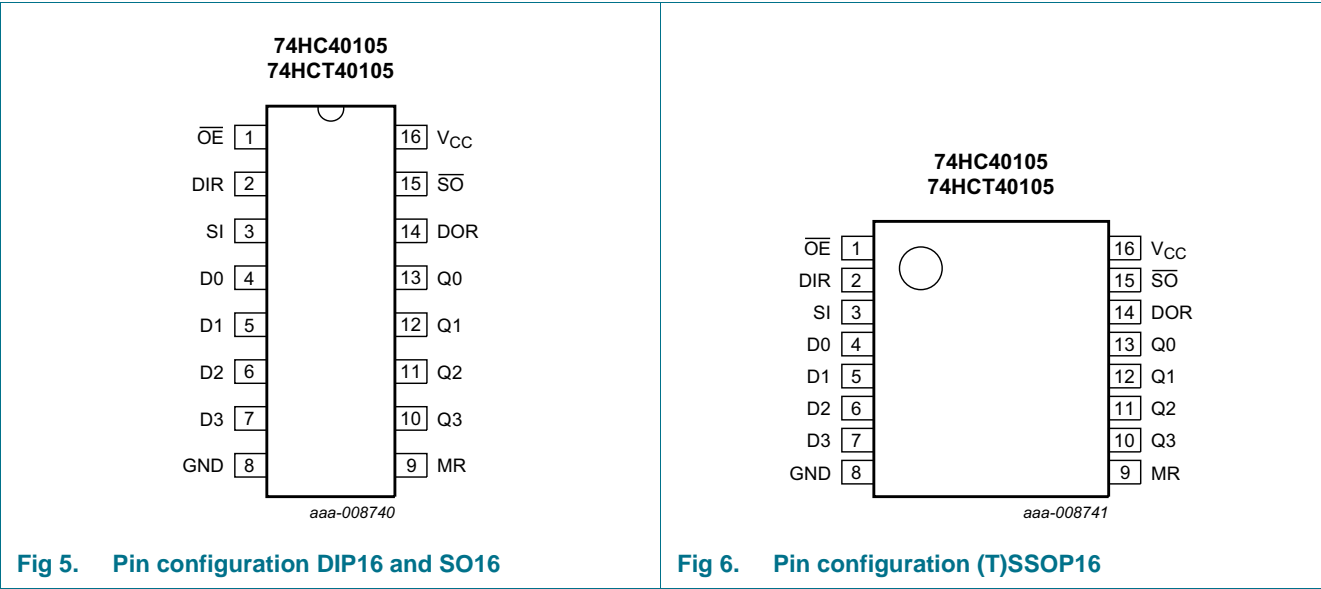 74HC40105
74HCT40105
O̅E̅ 1 16 VCC
DIR 2 15 S̅O̅
SI 3 14 DOR
D0 4 13 Q0
D1 5 12 Q1
D2 6 11 Q2
D3 7 10 Q3
GND 8 9 MR
aaa-008740
Fig 5. Pin configuration DIP16 and SO16
74HC40105
74HCT40105
O̅E̅ 1 16 VCC
DIR 2 15 S̅O̅
SI 3 14 DOR
D0 4 13 Q0
D1 5 12 Q1
D2 6 11 Q2
D3 7 10 Q3
GND 8 9 MR
aaa-008741
Fig 6. Pin configuration (T)SSOP16